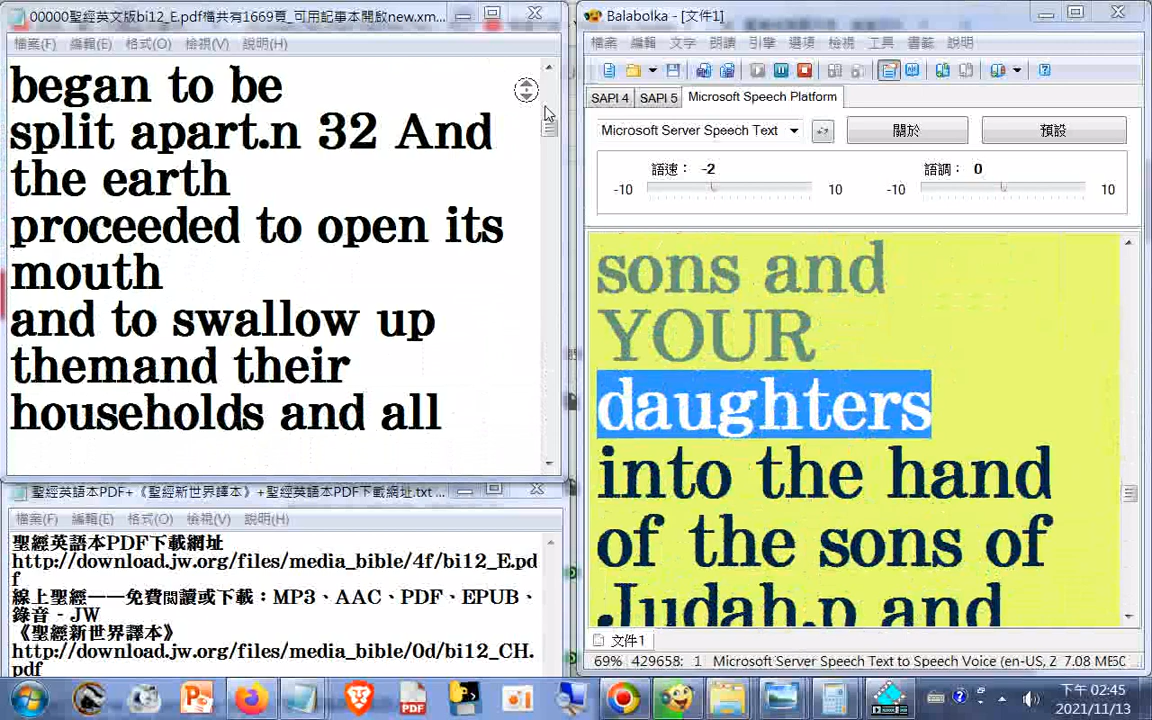 00000聖經英文版bi12_E.pdf檔共有1669頁_可用記事本開啟new.xm...
檔案(F) 編輯(E) 格式(O) 檢視(V) 說明(H)
began to be
split apart.n 32 And
the earth
proceeded to open its
mouth
and to swallow up
themand their
households and all
聖經英語本PDF+《聖經新世界譯本》+聖經英語本PDF下載網址.txt ...
檔案(F) 編輯(E) 格式(O) 檢視(V) 說明(H)
聖經英語本PDF下載網址
http://download.jw.org/files/media_bible/4f/bi12_E.pd
f
線上聖經——免費閱讀或下載：MP3、AAC、PDF、EPUB、
錄音 - JW
《聖經新世界譯本》
http://download.jw.org/files/media_bible/0d/bi12_CH.
pdf
Balabolka - [文件1]
檔案 編輯 文字 朗讀 引擎 選項 檢視 工具 書籤 說明
SAPI 4 SAPI 5 Microsoft Speech Platform
Microsoft Server Speech Text 關於 預設
語速： -2 語調： 0
-10 10 -10 10
sons and
YOUR
daughters
into the hand
of the sons of
Judah,p and
文件1
69% 429658: 1 Microsoft Server Speech Text to Speech Voice (en-US, Z 7.08 ME5C
下午 02:45
2021/11/13